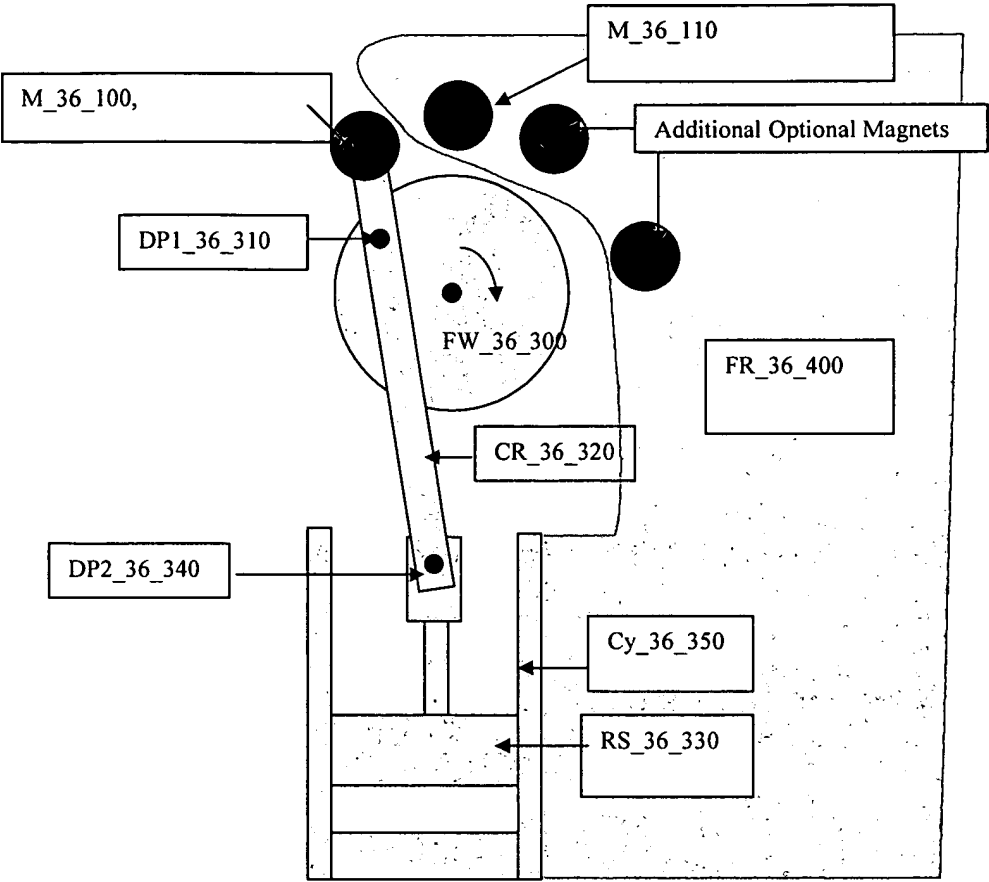 M_36_110
M_36_100,
Additional Optional Magnets
DP1_36_310
FW_36_300
FR_36_400
CR_36_320
DP2_36_340
Cy_36_350
RS_36_330